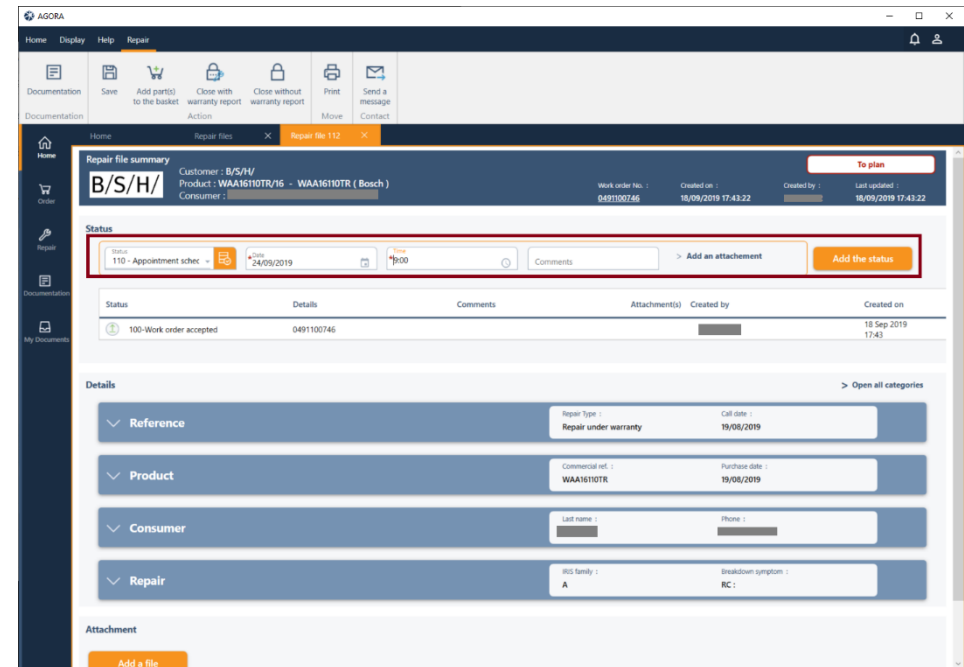 AGORA
Home Display Help Repair
Documentation
Save
Add part(s)
to the basket
Close with
warranty report
Close without
warranty report
Print
Send a
message
Documentation
Action
Move
Contact
Home
Repair files
Repair file 112
Home
Order
Repair
Documentation
My Documents
Repair file summary
B/S/H/
Customer : B/S/H/
Product : WAA16110TR/16 - WAA16110TR ( Bosch )
Consumer :
To plan
Work order No. :
0491100746
Created on :
18/09/2019 17:43:22
Created by :
Last updated :
18/09/2019 17:43:22
Status
Status
110 - Appointment schec
*Date
24/09/2019
*Time
9:00
Comments
> Add an attachement
Add the status
Status Details Comments Attachment(s) Created by Created on
100-Work order accepted 0491100746 18 Sep 2019
17:43
Details
> Open all categories
Reference
Repair Type :
Repair under warranty
Call date :
19/08/2019
Product
Commercial ref. :
WAA16110TR
Purchase date :
19/08/2019
Consumer
Last name :
Phone :
Repair
IRIS family :
A
Breakdown symptom :
RC :
Attachment
Add a file